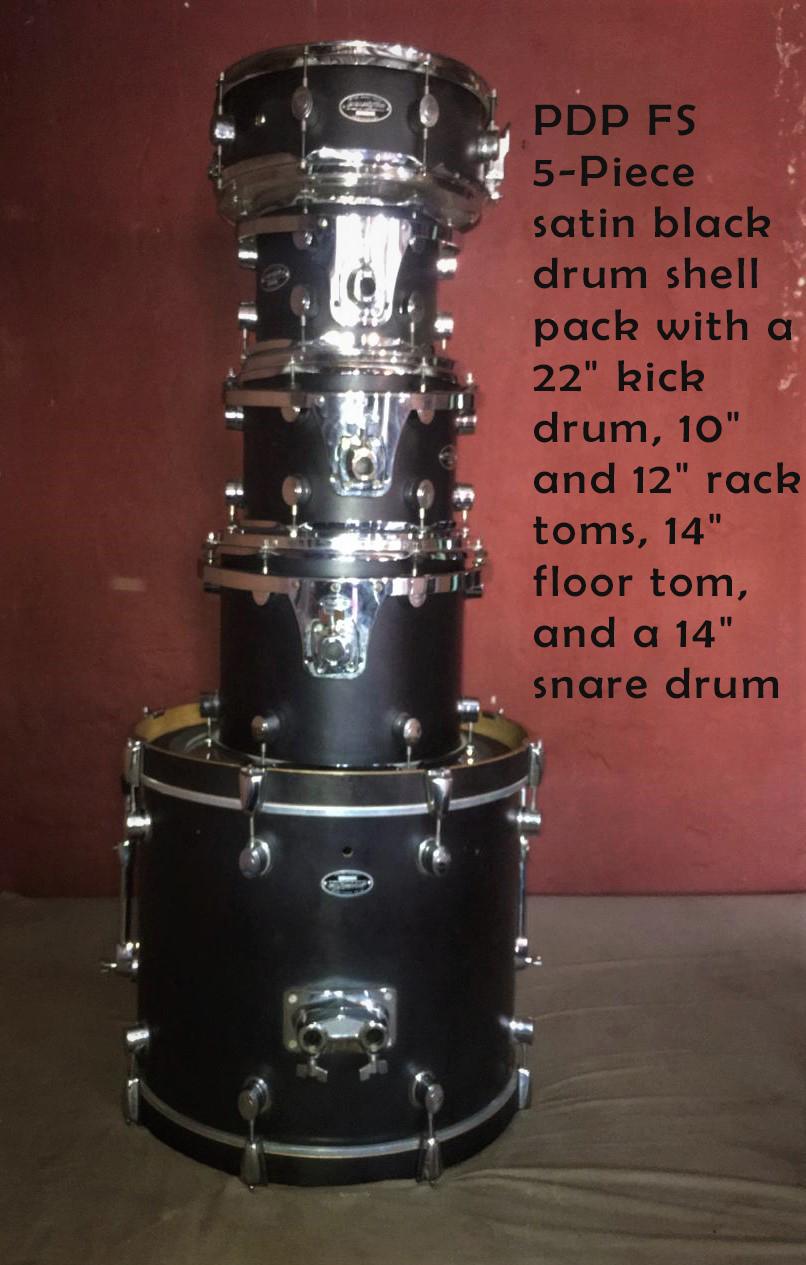 PDP FS
5-Piece
satin black
drum shell
pack with a
22" kick
drum, 10"
and 12" rack
toms, 14"
floor tom,
and a 14"
snare drum